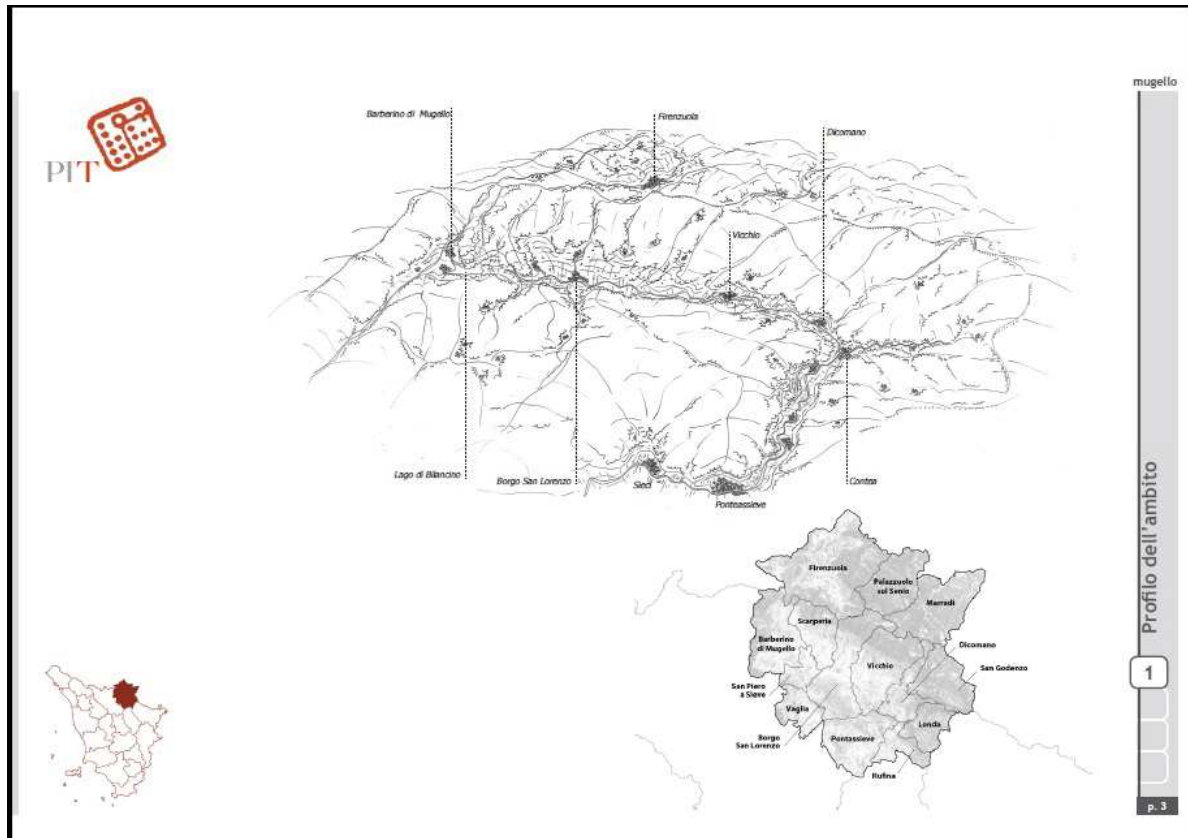 mugello
PIT
Barberino di Mugello
Firenzuola
Dicomano
Vicchio
Lago di Bilancino
Borgo San Lorenzo
Sieci
Ponteassieve
Contea
Profilo dell'ambito
1
Firenzuola
Palazzuolo
sul Senio
Marradi
Scarperia
Barberino
di Mugello
Vicchio
Dicomano
San Godenzo
San Piero
a Sieve
Vaglia
Londa
Borgo
San Lorenzo
Pontassieve
Rufina
p. 3